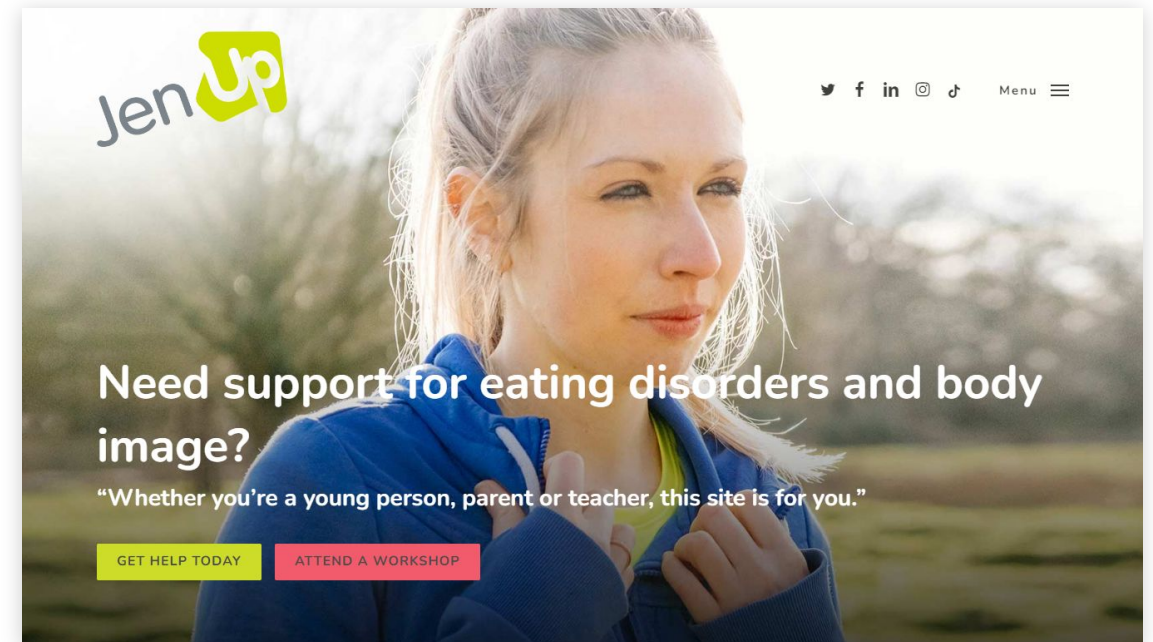 Jen Up
Menu
Need support for eating disorders and body
image?
“Whether you’re a young person, parent or teacher, this site is for you.”
GET HELP TODAY
ATTEND A WORKSHOP